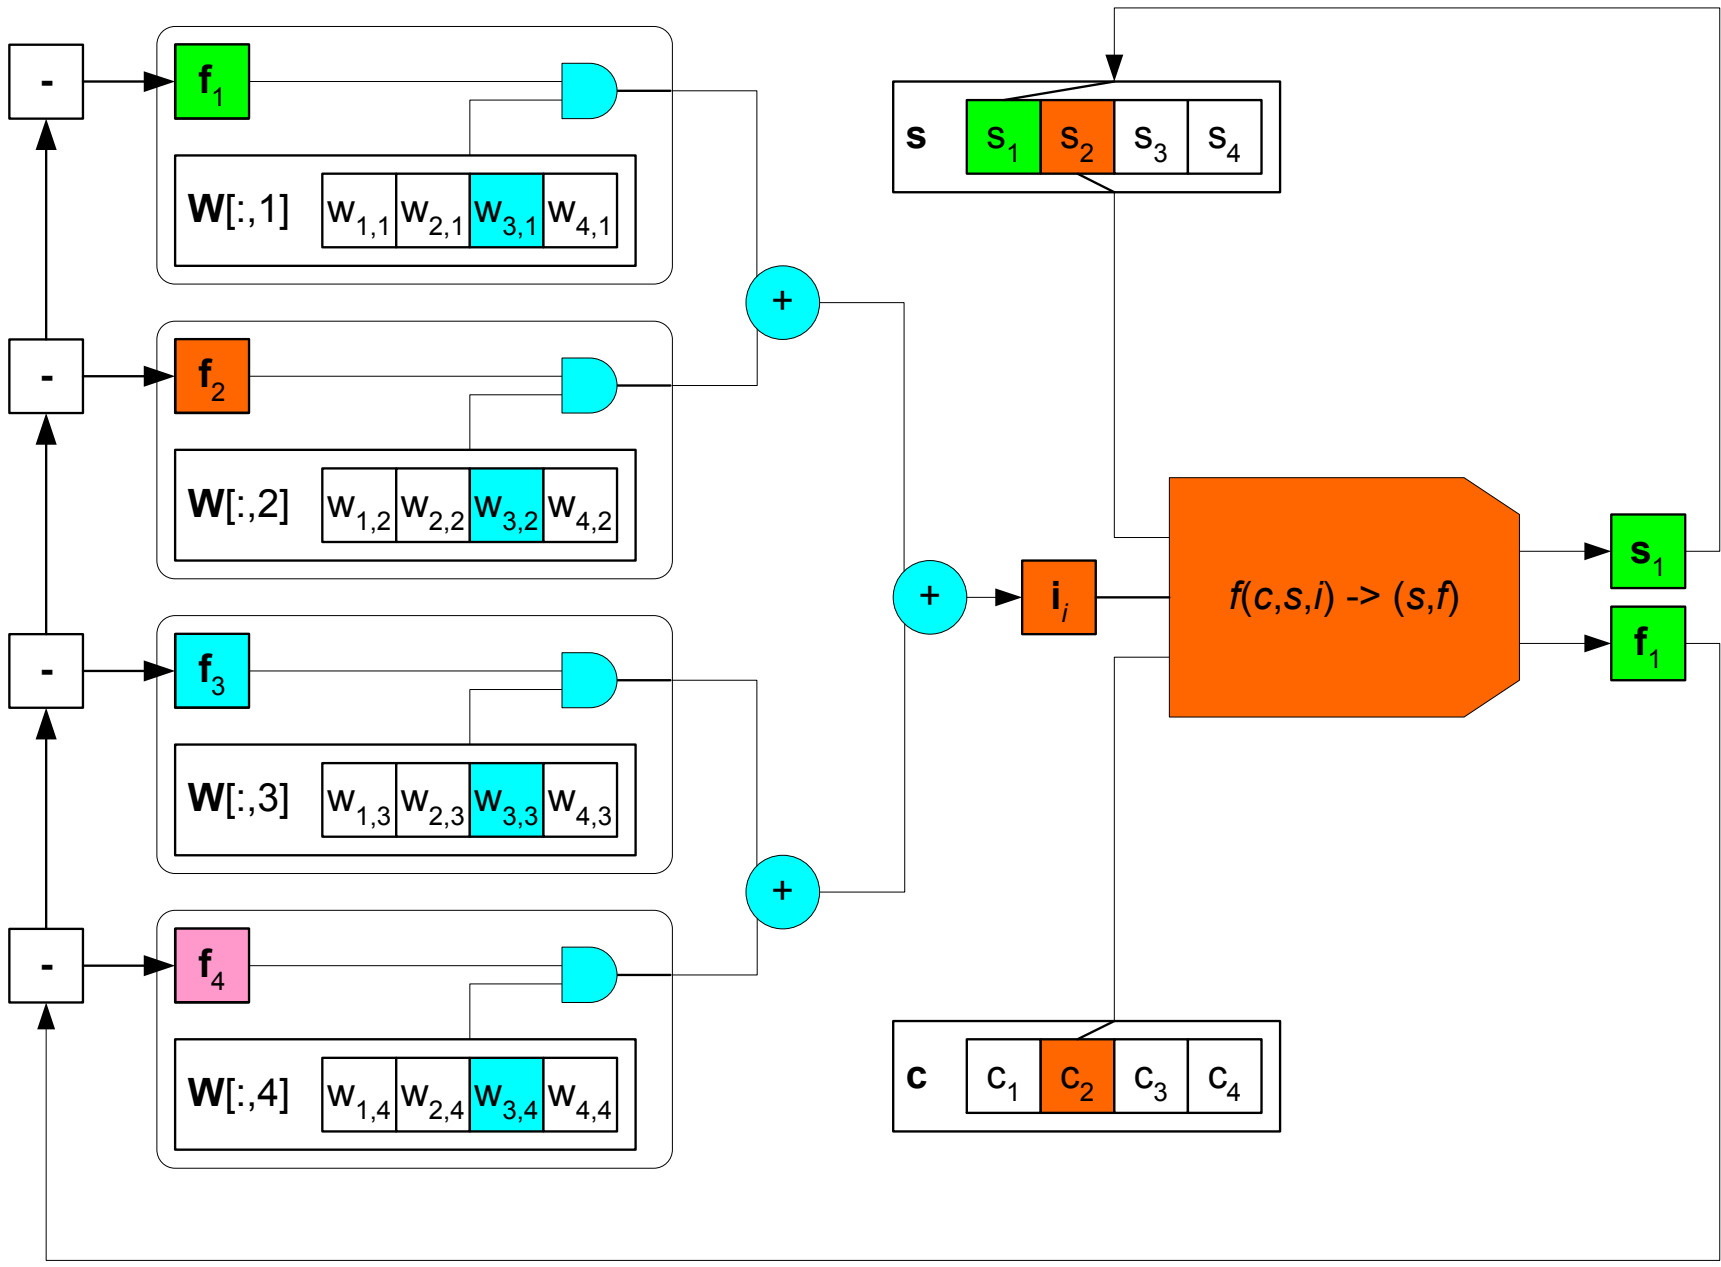 -
f1
W[:,1] w1,1 w2,1 w3,1 w4,1
-
f2
W[:,2] w1,2 w2,2 w3,2 w4,2
-
f3
W[:,3] w1,3 w2,3 w3,3 w4,3
-
f4
W[:,4] w1,4 w2,4 w3,4 w4,4
+
+
+
ii
s s1 s2 s3 s4
f(c,s,i) -> (s,f)
s1
f1
c c1 c2 c3 c4